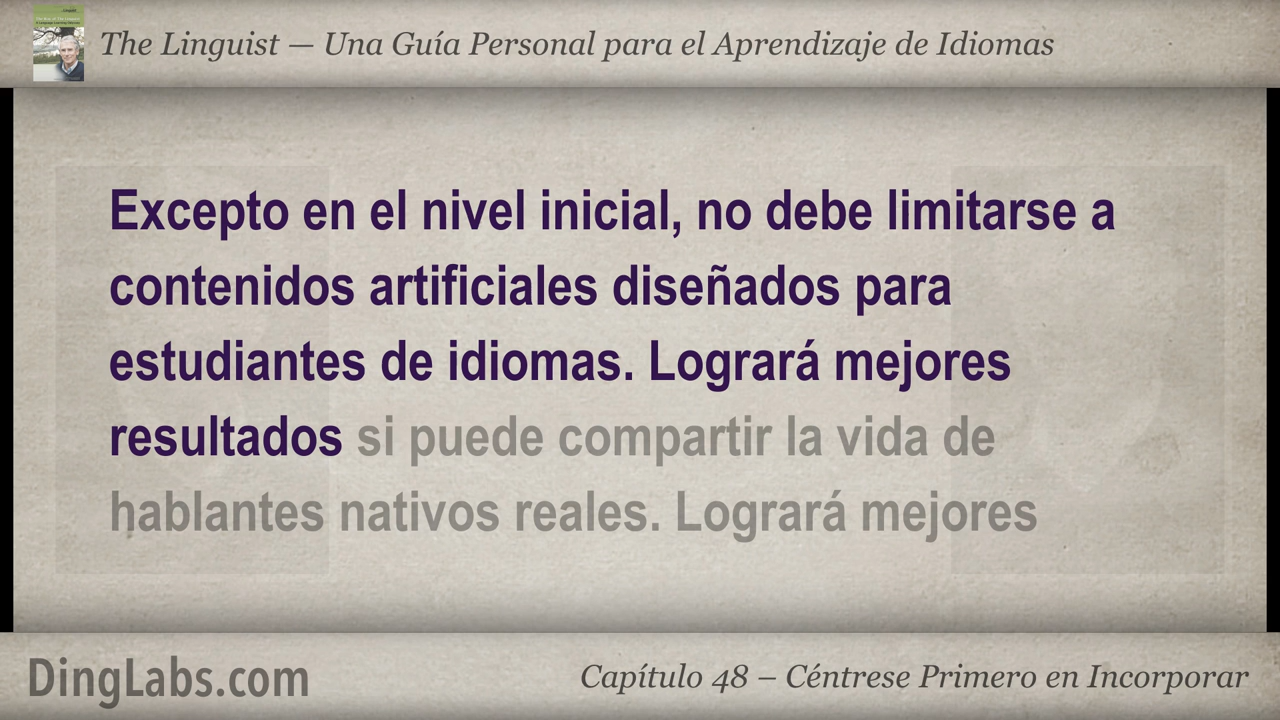 The Linguist — Una Guía Personal para el Aprendizaje de Idiomas
Excepto en el nivel inicial, no debe limitarse a
contenidos artificiales diseñados para
estudiantes de idiomas. Logrará mejores
resultados si puede compartir la vida de
hablantes nativos reales. Logrará mejores
DingLabs.com
Capítulo 48 – Céntrese Primero en Incorporar